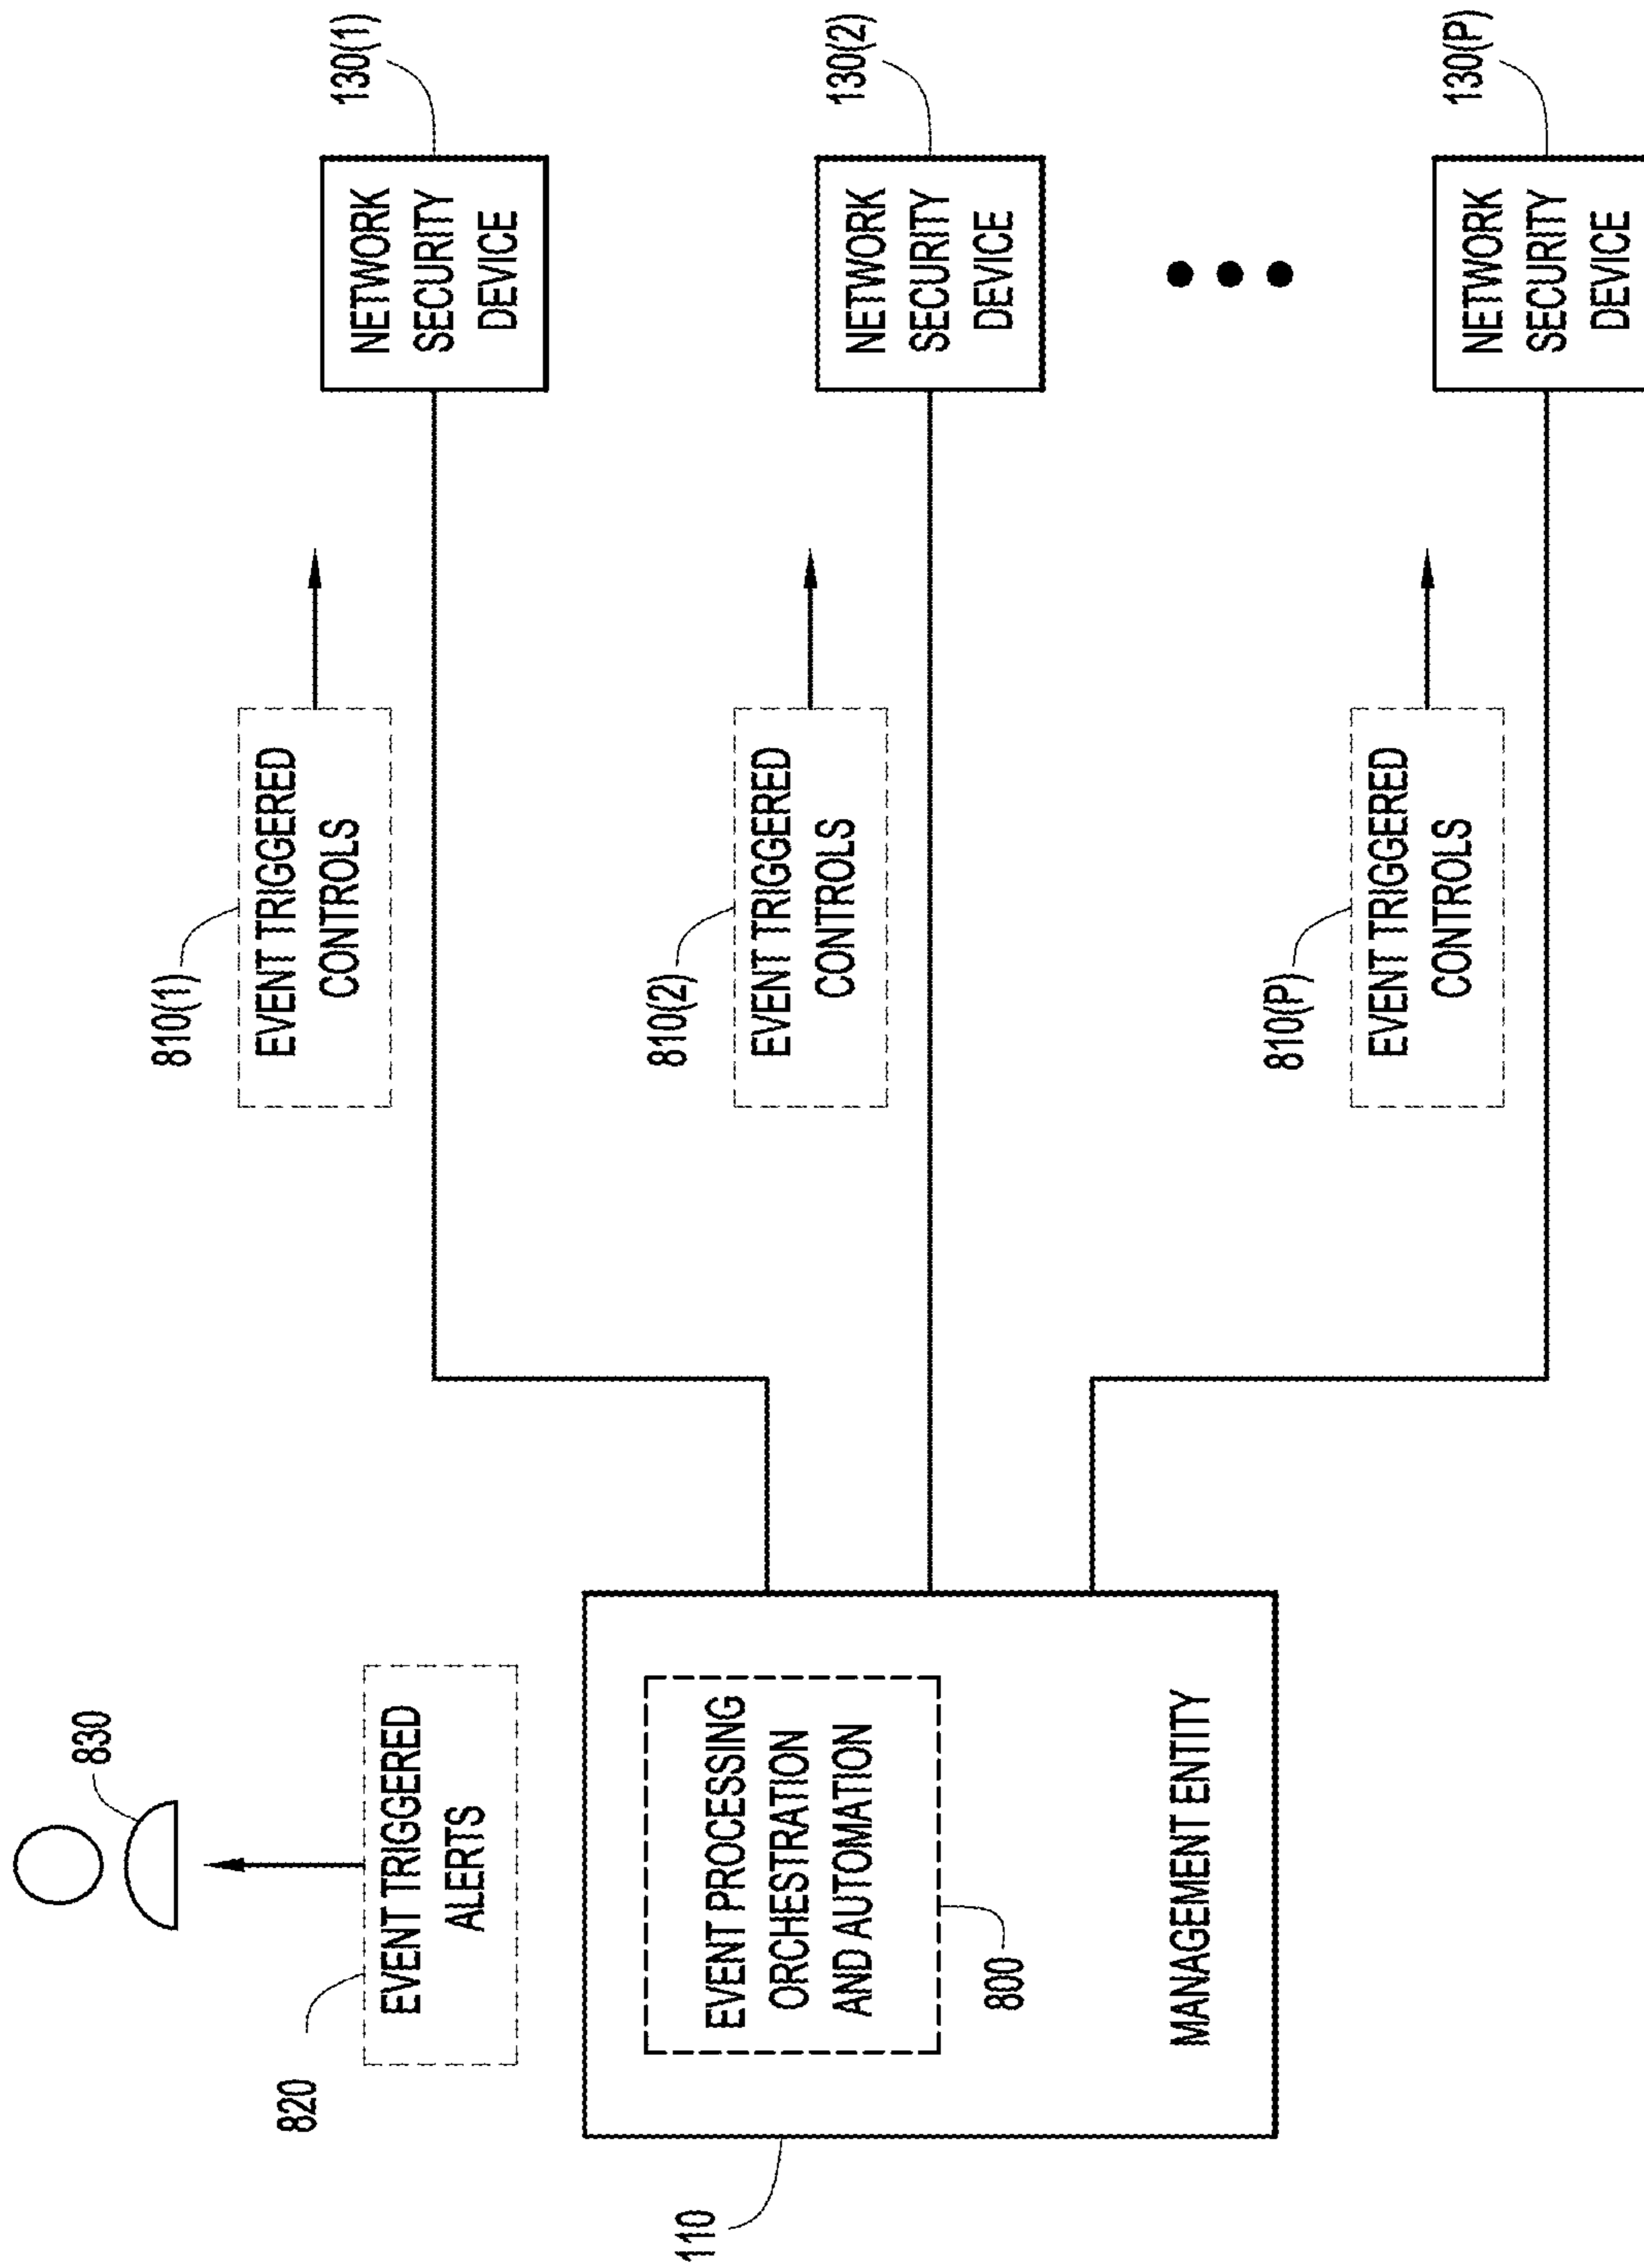 830
820
EVENT TRIGGERED
ALERTS
110
EVENT PROCESSING
ORCHESTRATION
AND AUTOMATION
800
MANAGEMENT ENTITY
810(1)
EVENT TRIGGERED
CONTROLS
130(1)
NETWORK
SECURITY
DEVICE
810(2)
EVENT TRIGGERED
CONTROLS
130(2)
NETWORK
SECURITY
DEVICE
810(P)
EVENT TRIGGERED
CONTROLS
130(P)
NETWORK
SECURITY
DEVICE